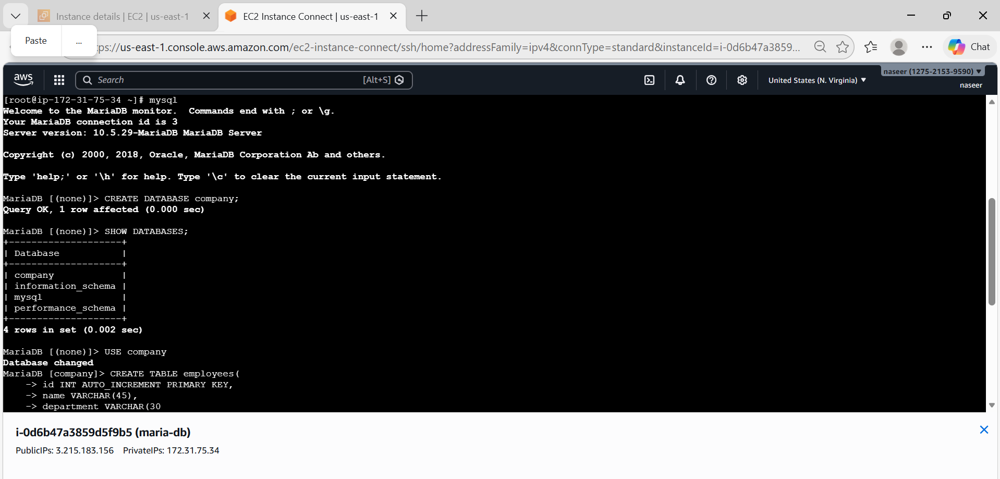 Instance details | EC2 | us-east-1
EC2 Instance Connect | us-east-1
Paste
...
ps://us-east-1.console.aws.amazon.com/ec2-instance-connect/ssh/home?addressFamily=ipv4&connType=standard&instanceId=i-0d6b47a3859...
Chat
aws
Search
[Alt+S]
United States (N. Virginia)
naseer (1275-2153-9590)
naseer
[root@ip-172-31-75-34 ~]# mysql
Welcome to the MariaDB monitor.  Commands end with ; or \g.
Your MariaDB connection id is 3
Server version: 10.5.29-MariaDB MariaDB Server
Copyright (c) 2000, 2018, Oracle, MariaDB Corporation Ab and others.
Type 'help;' or '\h' for help. Type '\c' to clear the current input statement.
MariaDB [(none)]> CREATE DATABASE company;
Query OK, 1 row affected (0.000 sec)
MariaDB [(none)]> SHOW DATABASES;
+--------------------+
| Database           |
+--------------------+
| company            |
| information_schema |
| mysql              |
| performance_schema |
+--------------------+
4 rows in set (0.002 sec)
MariaDB [(none)]> USE company
Database changed
MariaDB [company]> CREATE TABLE employees(
    -> id INT AUTO_INCREMENT PRIMARY KEY,
    -> name VARCHAR(45),
    -> department VARCHAR(30
i-0d6b47a3859d5f9b5 (maria-db)
PublicIPs: 3.215.183.156    PrivateIPs: 172.31.75.34